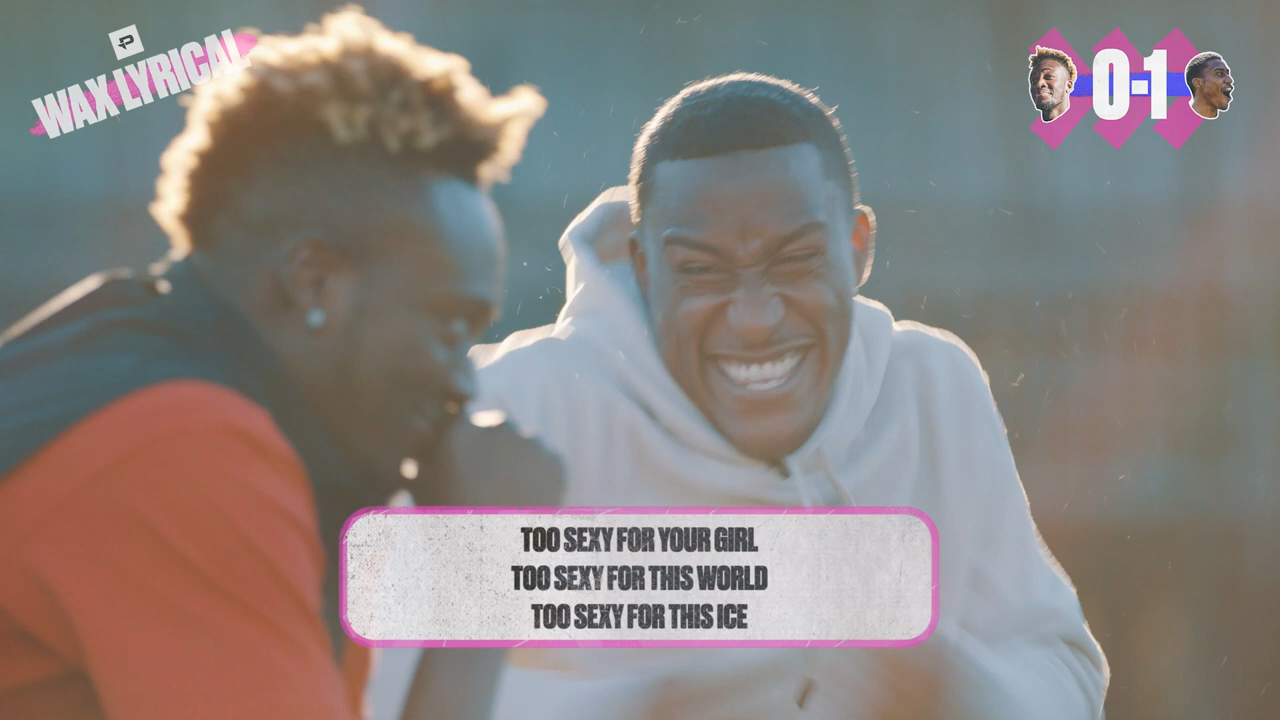 P
WAX LYRICAL
0-1
TOO SEXY FOR YOUR GIRL
TOO SEXY FOR THIS WORLD
TOO SEXY FOR THIS ICE